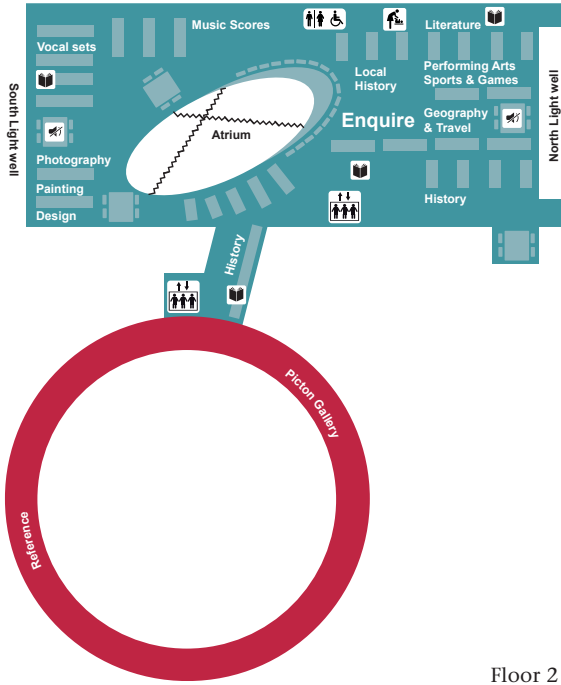 Music Scores
Literature
Vocal sets
Local
History
Performing Arts
Sports & Games
South Light well
North Light well
Atrium
Enquire
Geography
& Travel
Photography
Painting
Design
History
History
Picton Gallery
Reference
Floor 2